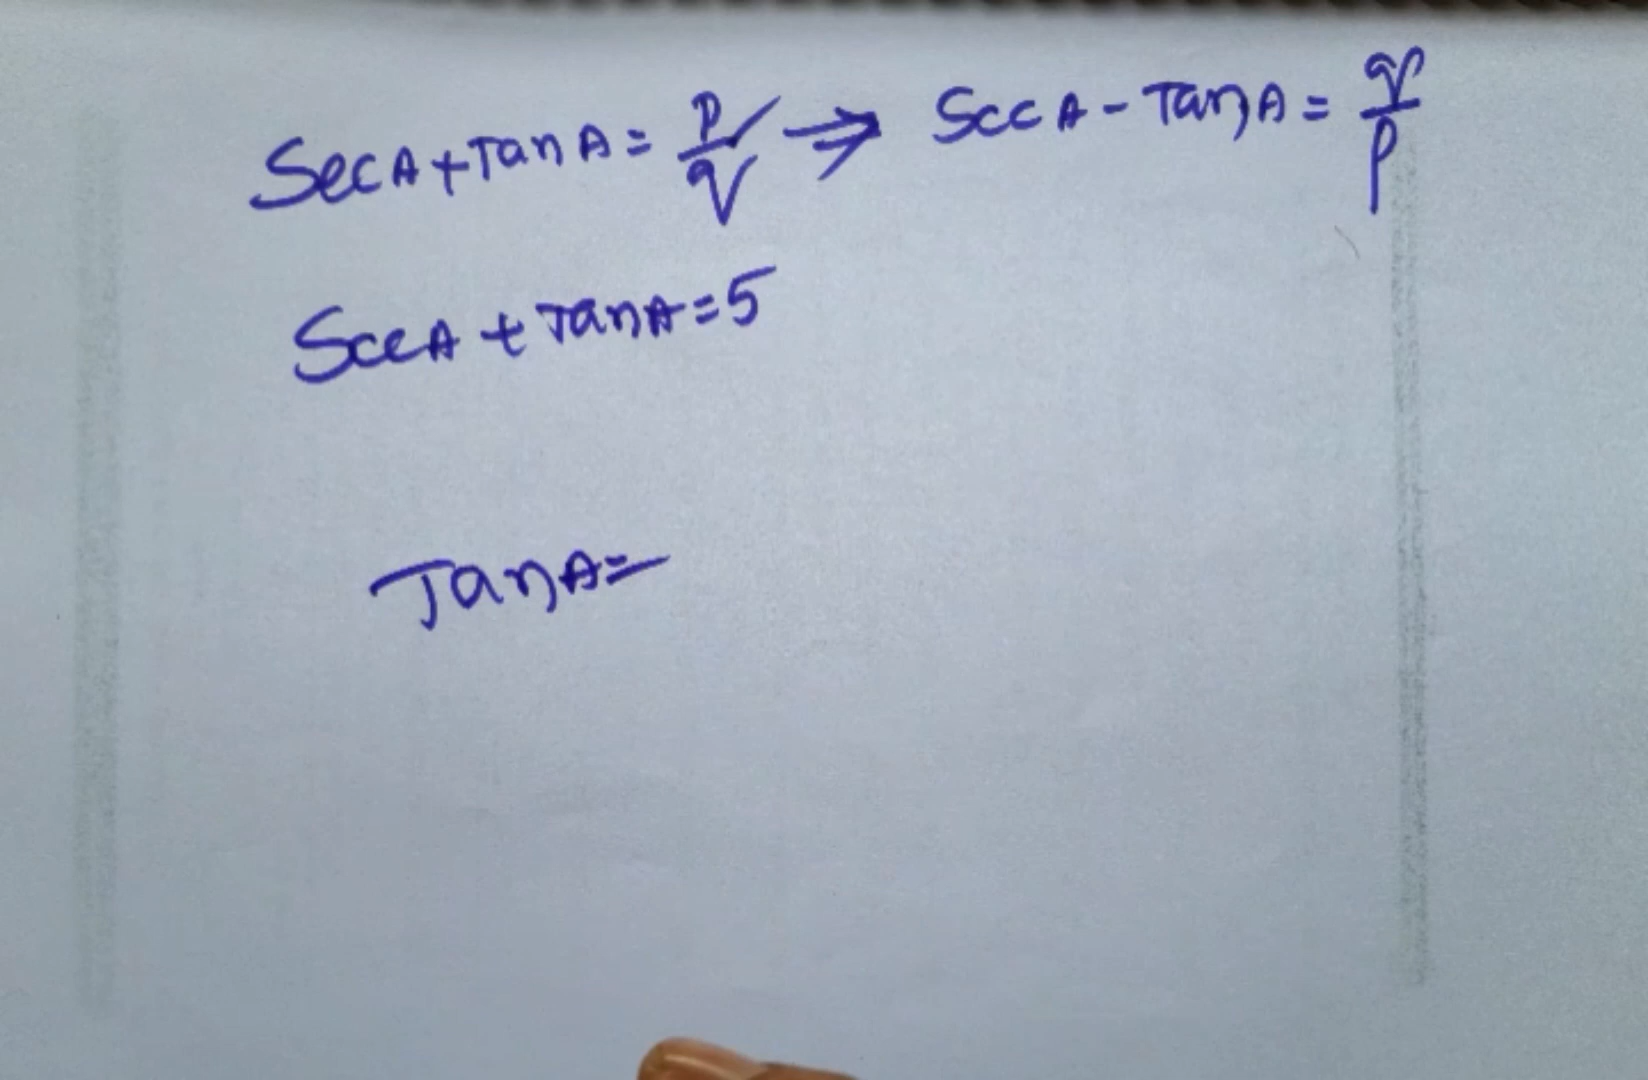 SecA+TanA= p/q ⇒ SecA-TanA= q/p
SecA+TanA=5
TanA=